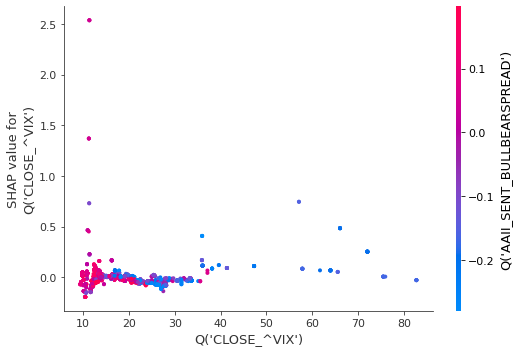 2.5
2.0
1.5
1.0
0.5
0.0
SHAP value for
Q('CLOSE_^VIX')
10 20 30 40 50 60 70 80
Q('CLOSE_^VIX')
0.1
0.0
−0.1
−0.2
Q('AAII_SENT_BULLBEARSPREAD')